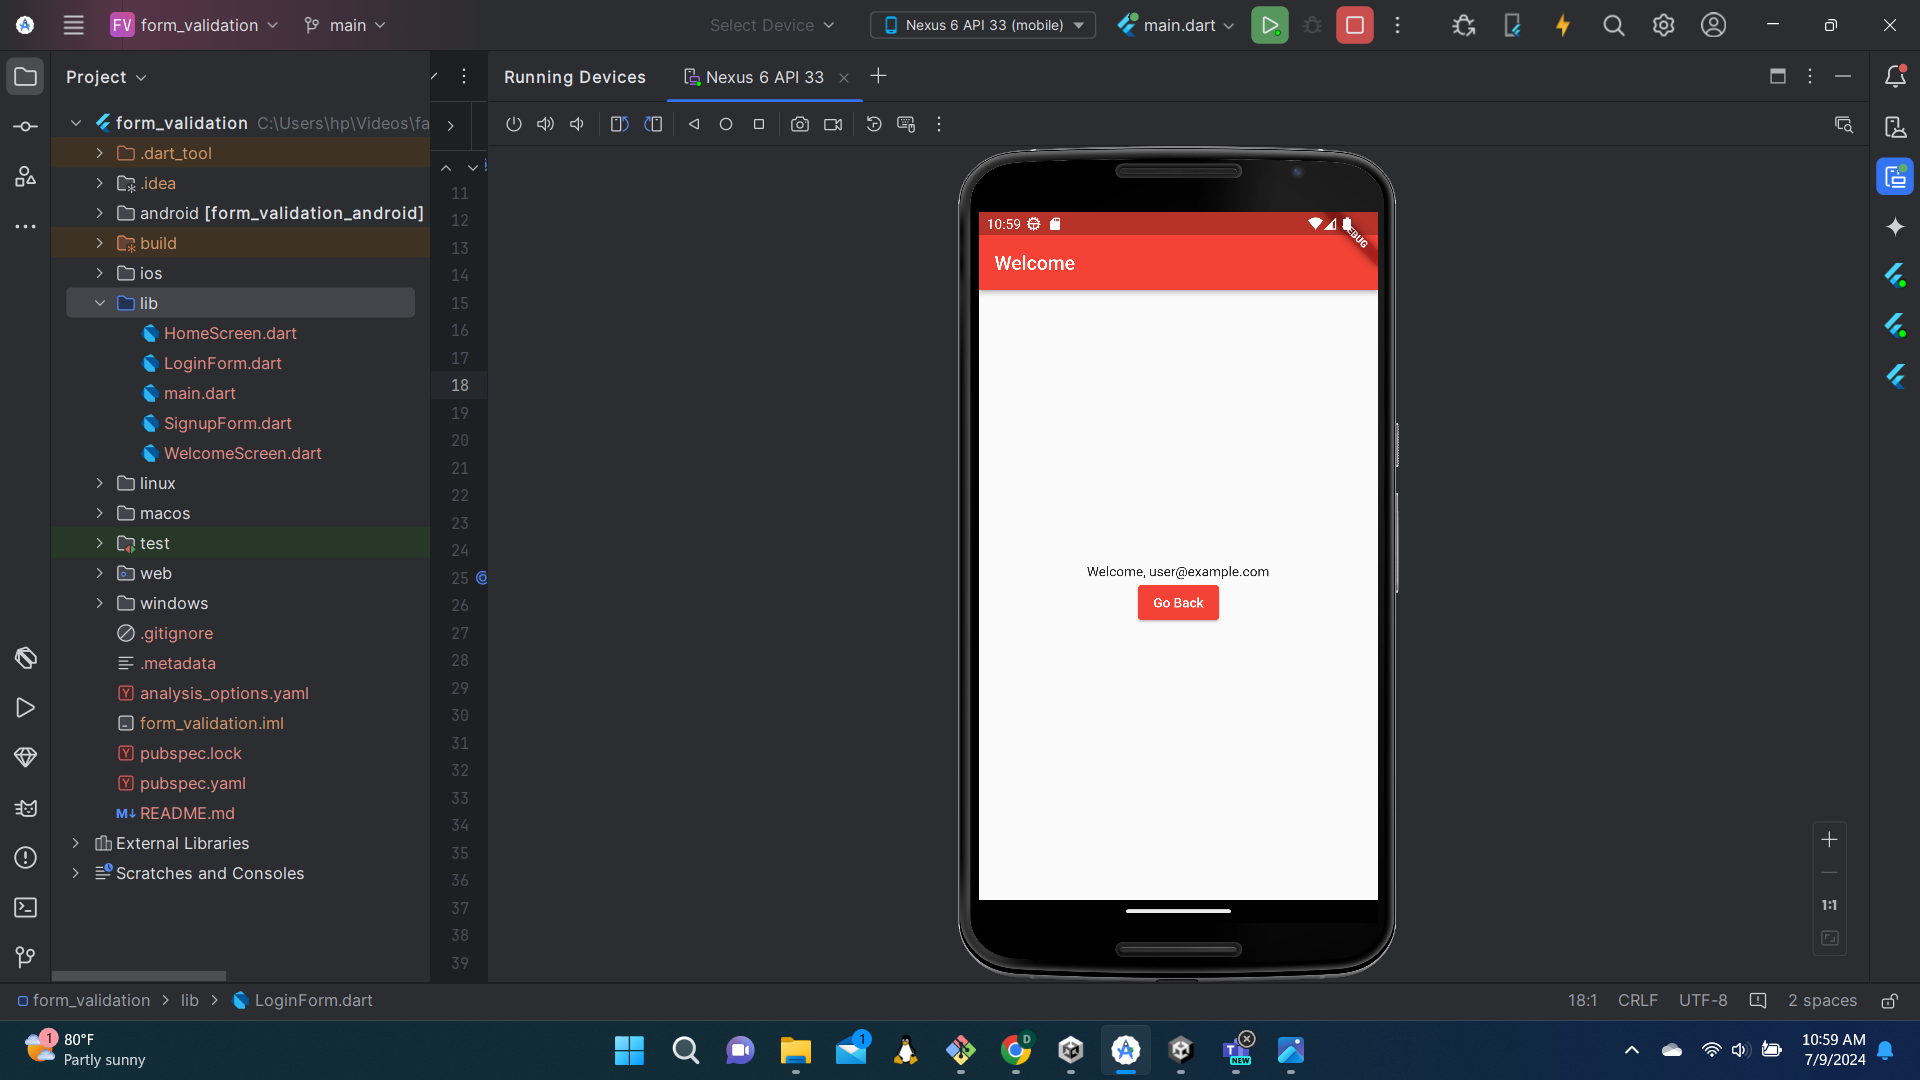 FV form_validation main Select Device Nexus 6 API 33 (mobile) main.dart
Project
Running Devices Nexus 6 API 33
form_validation C:\Users\hp\Videos\fa
.dart_tool
.idea
android [form_validation_android]
build
ios
lib
HomeScreen.dart
LoginForm.dart
main.dart
SignupForm.dart
WelcomeScreen.dart
linux
macos
test
web
windows
.gitignore
.metadata
analysis_options.yaml
form_validation.iml
pubspec.lock
pubspec.yaml
M↓ README.md
External Libraries
Scratches and Consoles
11
12
13
14
15
16
17
18
19
20
21
22
23
24
25
26
27
28
29
30
31
32
33
34
35
36
37
38
39
10:59
DEBUG
Welcome
Welcome, user@example.com
Go Back
1:1
form_validation > lib > LoginForm.dart
18:1 CRLF UTF-8 2 spaces
1
80°F
Partly sunny
1
D
NEW
10:59 AM
7/9/2024